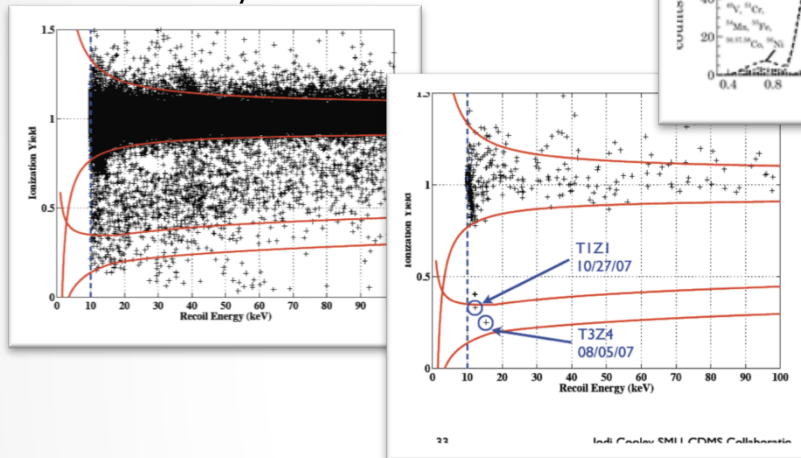 1.5
1
0.5
0
Ionization Yield
0 10 20 30 40 50 60 70 80 90
Recoil Energy (keV)
1
0.5
0
Ionization Yield
T1Z1
10/27/07
T3Z4
08/05/07
0 10 20 30 40 50 60 70 80 90 100
Recoil Energy (keV)
33
Jodi Cooley SMU CDMS Collaboratio
counts
20
0
0.4 0.8